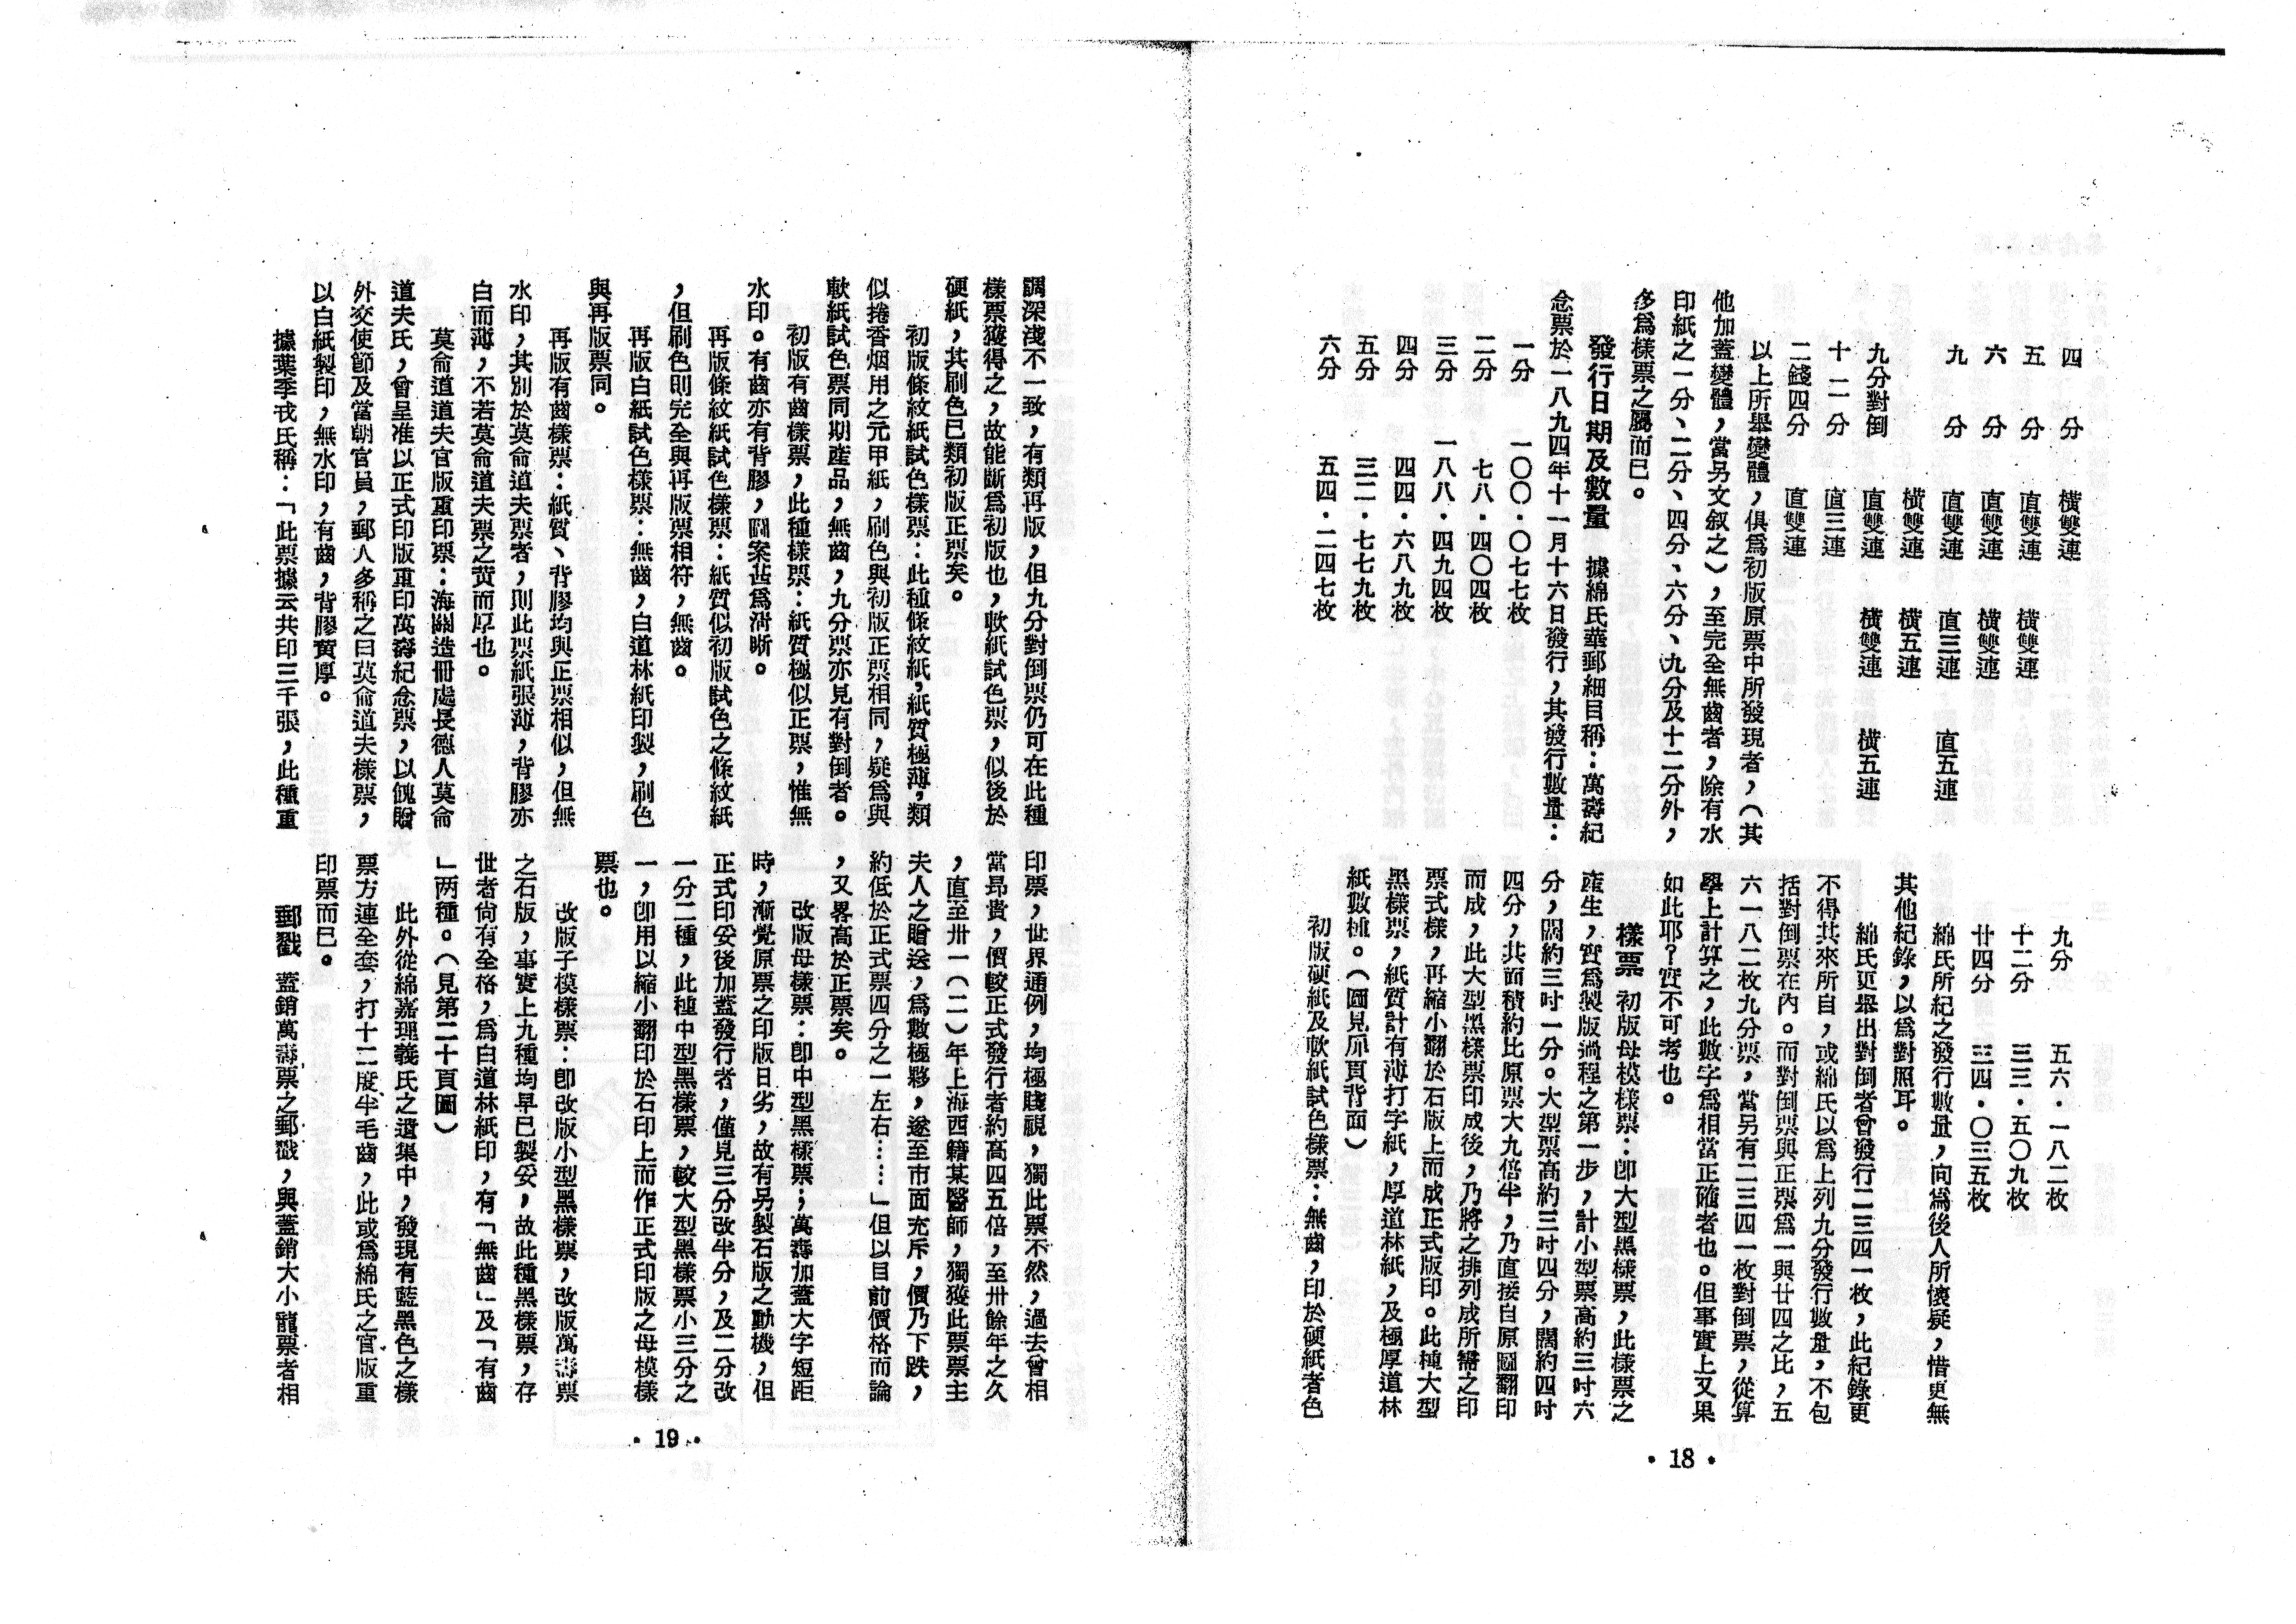 四　分　橫雙連
五　分　直雙連　橫雙連
六　分　直雙連　橫雙連
九　分　直雙連　直三連　直五連
橫雙連　橫五連
九分對倒　直雙連　橫雙連　橫五連
十二分　直三連
二錢四分　直雙連
以上所舉變體，俱爲初版原票中所發現者，（其
他加蓋變體，當另文叙之），至完全無齒者，除有水
印紙之一分、二分、四分、六分、九分及十二分外，
多爲樣票之屬而已。
發行日期及數量　據綿氏華郵細目稱：萬壽紀
念票於一八九四年十一月十六日發行，其發行數量：
一分　一〇〇・〇七七枚
二分　七八・四〇四枚
三分　一八八・四九四枚
四分　四四・六八九枚
五分　三二・七七九枚
六分　五四・二四七枚
九分　五六・一八二枚
十二分　三三・五〇九枚
廿四分　三四・〇三五枚
綿氏所紀之發行數量，向爲後人所懷疑，惜更無
其他紀錄，以爲對照耳。
綿氏更舉出對倒者曾發行二三四一枚，此紀錄更
不得其來所自，或綿氏以爲上列九分發行數量，不包
括對倒票在內。而對倒票與正票爲一與廿四之比，五
六一八二枚九分票，當另有二三四一枚對倒票，從算
學上計算之，此數字爲相當正確者也。但事實上又果
如此耶？實不可考也。
樣票　初版母模樣票：卽大型黑樣票，此樣票之
產生，實爲製版過程之第一步，計小型票高約三吋六
分，闊約三吋一分。大型票高約三吋四分，闊約四吋
四分，其面積約比原票大九倍半，乃直接自原圖翻印
而成，此大型黑樣票印成後，乃將之排列成所需之印
票式樣，再縮小翻於石版上而成正式版印。此種大型
黑樣票，紙質計有薄打字紙，厚道林紙，及極厚道林
紙數種。（圖見扉頁背面）
初版硬紙及軟紙試色樣票：無齒，印於硬紙者色
・18・
調深淺不一致，有類再版，但九分對倒票仍可在此種
樣票獲得之，故能斷爲初版也，軟紙試色票，似後於
硬紙，其刷色已類初版正票矣。
初版條紋紙試色樣票：此種條紋紙，紙質極薄，類
似捲香烟用之元甲紙，刷色與初版正票相同，疑爲與
軟紙試色票同期產品，無齒，九分票亦見有對倒者。
初版有齒樣票，此種樣票：紙質極似正票，惟無
水印。有齒亦有背膠，圖案甚爲清晰。
再版條紋紙試色樣票：紙質似初版試色之條紋紙
，但刷色則完全與再版票相符，無齒。
再版白紙試色樣票：無齒，白道林紙印製，刷色
與再版票同。
再版有齒樣票：紙質、背膠均與正票相似，但無
水印，其別於莫侖道夫票者，則此票紙張薄，背膠亦
白而薄，不若莫侖道夫票之黃而厚也。
莫侖道道夫官版重印票：海關造冊處長德人莫侖
道夫氏，曾呈准以正式印版重印萬壽紀念票，以餽贈
外交使節及當朝官員，郵人多稱之曰莫侖道夫樣票，
以白紙製印，無水印，有齒，背膠黃厚。
據葉季戎氏稱：「此票據云共印三千張，此種重
印票，世界通例，均極賤視，獨此票不然，過去曾相
當昂貴，價較正式發行者約高四五倍，至卅餘年之久
，直至卅一（二）年上海西籍某醫師，獨獲此票票主
夫人之贈送，爲數極夥，遂至市面充斥，價乃下跌，
約低於正式票四分之一左右……」但以目前價格而論
，又畧高於正票矣。
改版母樣票：卽中型黑樣票；萬壽加蓋大字短距
時，漸覺原票之印版日劣，故有另製石版之動機，但
正式印妥後加蓋發行者，僅見三分改半分，及二分改
一分二種，此種中型黑樣票，較大型黑樣票小三分之
一，卽用以縮小翻印於石印上而作正式印版之母模樣
票也。
改版子模樣票：卽改版小型黑樣票，改版萬壽票
之石版，事實上九種均早已製妥，故此種黑樣票，存
世者尙有全格，爲白道林紙印，有「無齒」及「有齒
」两種。（見第二十頁圖）
此外從綿嘉理義氏之遺集中，發現有藍黑色之樣
票方連全套，打十二度半毛齒，此或爲綿氏之官版重
印票而已。
郵戳　蓋銷萬壽票之郵戳，與蓋銷大小龍票者相
・19・